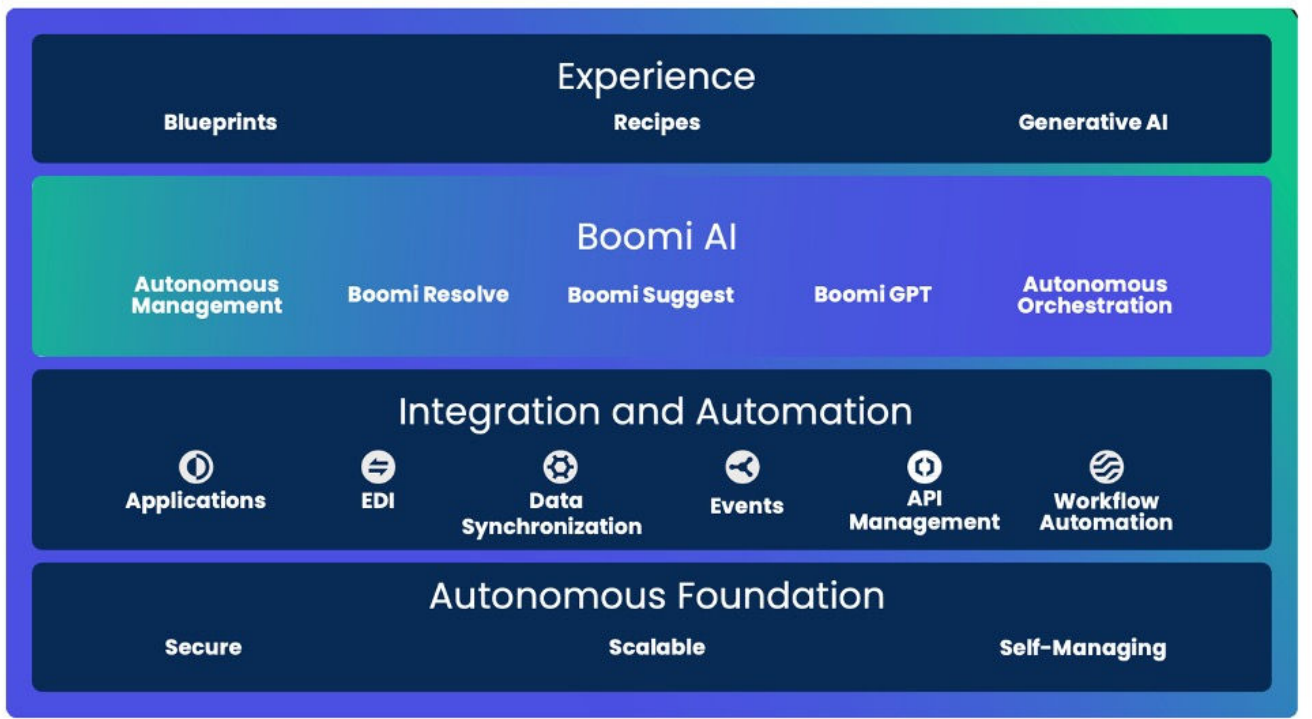 Experience
Blueprints Recipes Generative AI
Boomi AI
Autonomous
Management
Boomi Resolve
Boomi Suggest
Boomi GPT
Autonomous
Orchestration
Integration and Automation
Applications
EDI
Data
Synchronization
Events
API
Management
Workflow
Automation
Autonomous Foundation
Secure Scalable Self-Managing